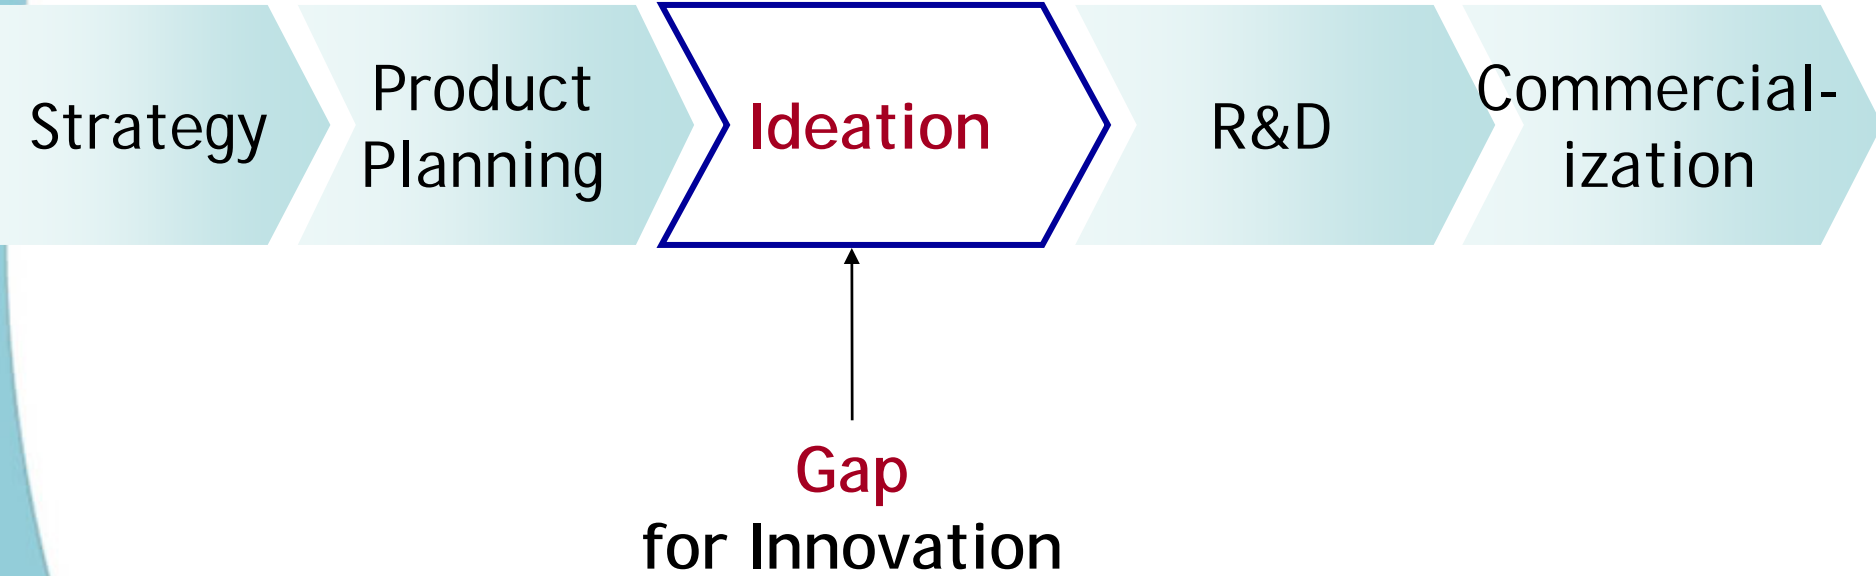 Strategy
Product
Planning
Ideation
R&D
Commercial-
ization
Gap
for Innovation